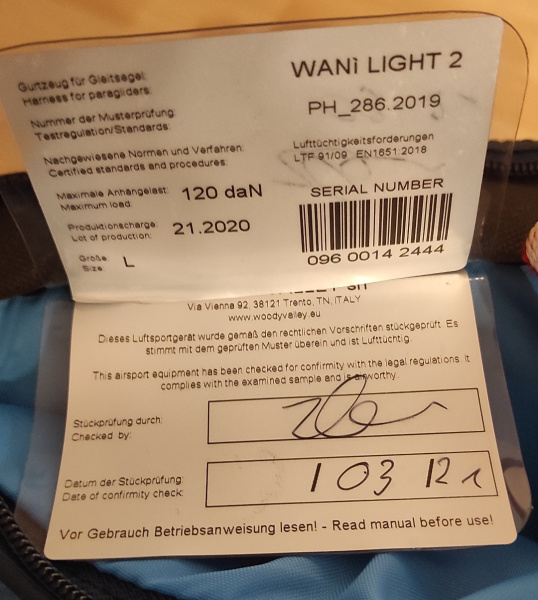 WANì LIGHT 2
Gurtzeug für Gleitsegel:
Harness for paragliders:
PH_286.2019
Nummer der Musterprüfung:
Testregulation/Standards:
Nachgewiesene Normen und Verfahren:
Certified standards and procedures:
Lufttüchtigkeitsforderungen
LTF 91/09 EN1651:2018
Maximale Anhängelast:
Maximum load:
120 daN
SERIAL NUMBER
096 0014 2444
Produktionscharge:
Lot of production:
21.2020
Größe:
Size:
L
Via Vienna 92, 38121 Trento, TN, ITALY
www.woodyvalley.eu
Dieses Luftsportgerät wurde gemäß den rechtlichen Vorschriften stückgeprüft. Es
stimmt mit dem geprüften Muster überein und ist Lufttüchtig.
This airsport equipment has been checked for confirmity with the legal regulations. It
complies with the examined sample and is airworthy.
Stückprüfung durch:
Checked by:
Datum der Stückprüfung:
Date of confirmity check:
1 03 121
Vor Gebrauch Betriebsanweisung lesen! - Read manual before use!